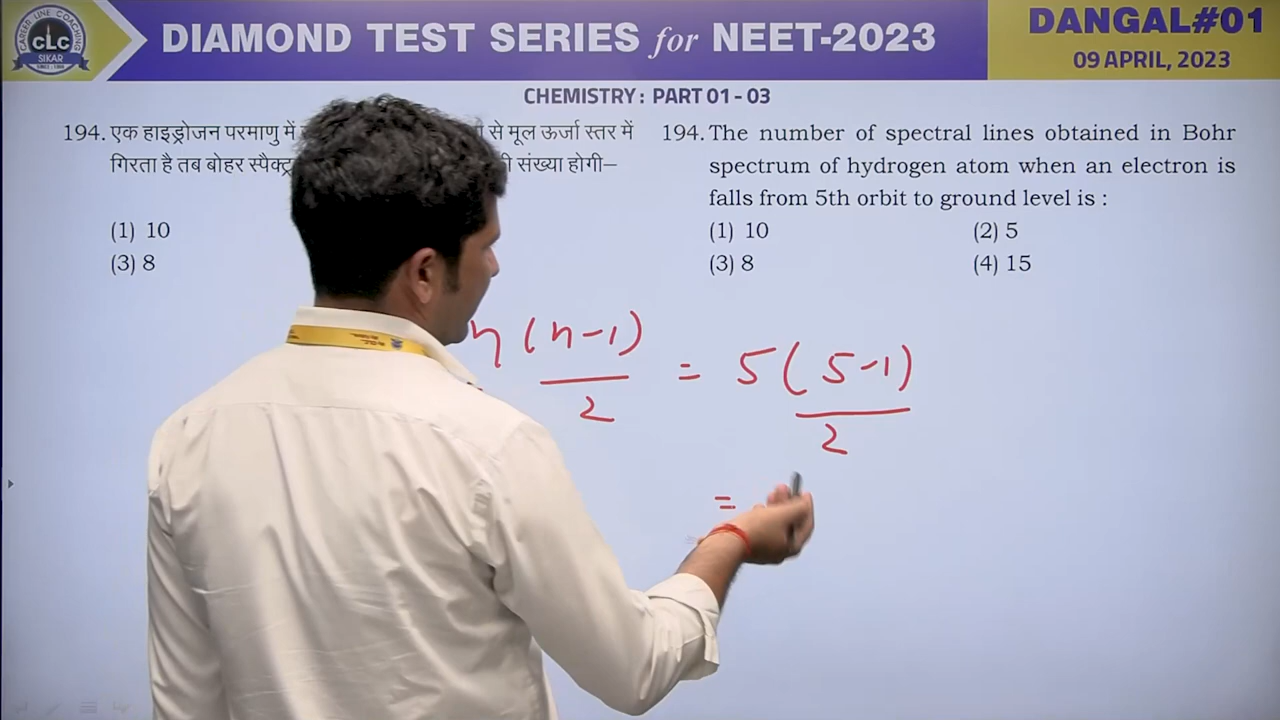 CAREER LINE COACHING
CLC
SIKAR
DIAMOND TEST SERIES for NEET-2023
DANGAL#01
09 APRIL, 2023
CHEMISTRY : PART 01 - 03
194. एक हाइड्रोजन परमाणु में से मूल ऊर्जा स्तर में
गिरता है तब बोहर संख्या होगी–
(1) 10
(3) 8
194. The number of spectral lines obtained in Bohr
spectrum of hydrogen atom when an electron is
falls from 5th orbit to ground level is :
(1) 10 (2) 5
(3) 8 (4) 15
n(n-1) = 5(5-1)
2 2
=